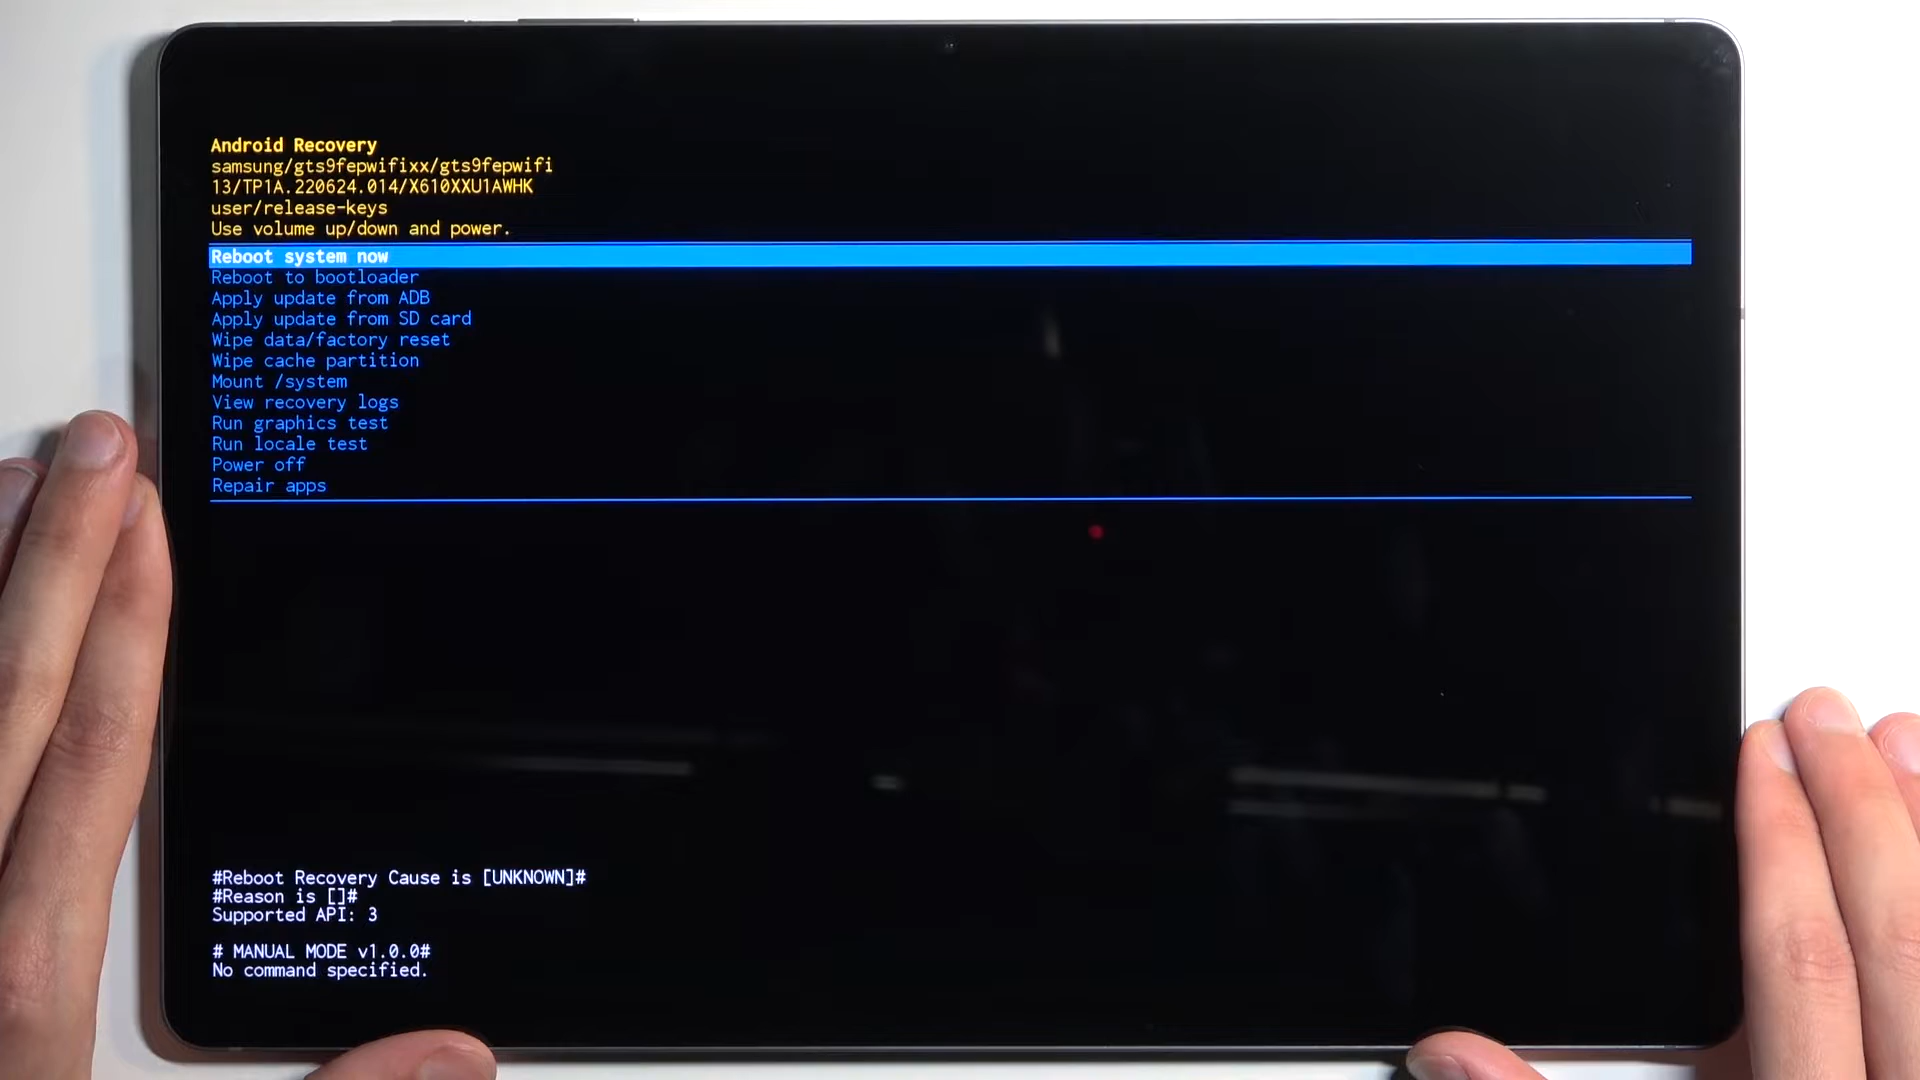 Android Recovery
samsung/gts9fepwifixx/gts9fepwifi
13/TP1A.220624.014/X610XXU1AWHK
user/release-keys
Use volume up/down and power.
Reboot system now
Reboot to bootloader
Apply update from ADB
Apply update from SD card
Wipe data/factory reset
Wipe cache partition
Mount /system
View recovery logs
Run graphics test
Run locale test
Power off
Repair apps
#Reboot Recovery Cause is [UNKNOWN]#
#Reason is []#
Supported API: 3
# MANUAL MODE v1.0.0#
No command specified.